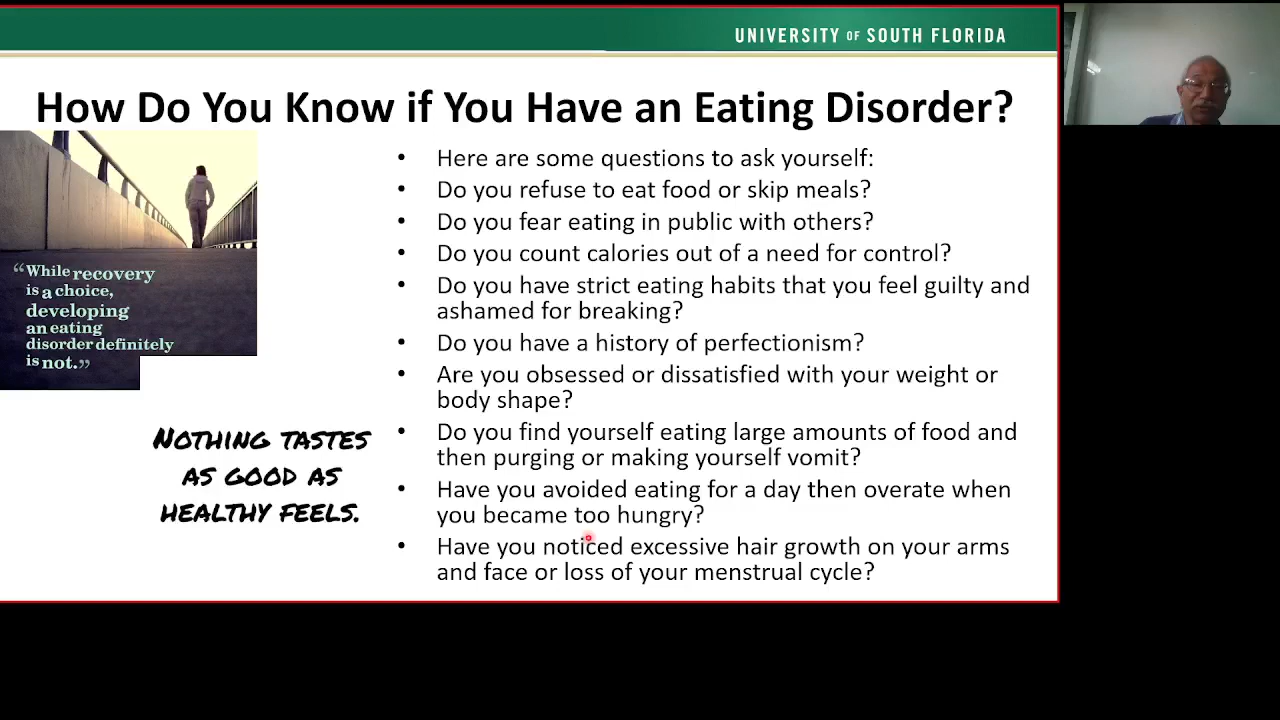 UNIVERSITY OF SOUTH FLORIDA
How Do You Know if You Have an Eating Disorder?
“While recovery
is a choice,
developing
an eating
disorder definitely
is not.”
NOTHING TASTES
AS GOOD AS
HEALTHY FEELS.
• Here are some questions to ask yourself:
• Do you refuse to eat food or skip meals?
• Do you fear eating in public with others?
• Do you count calories out of a need for control?
• Do you have strict eating habits that you feel guilty and
ashamed for breaking?
• Do you have a history of perfectionism?
• Are you obsessed or dissatisfied with your weight or
body shape?
• Do you find yourself eating large amounts of food and
then purging or making yourself vomit?
• Have you avoided eating for a day then overate when
you became too hungry?
• Have you noticed excessive hair growth on your arms
and face or loss of your menstrual cycle?